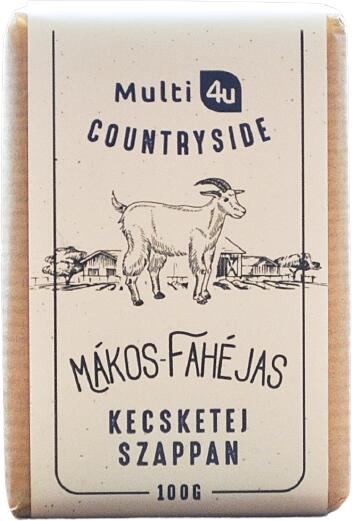 Multi 4u
COUNTRYSIDE
MÁKOS-FAHÉJAS
KECSKETEJ
SZAPPAN
100G